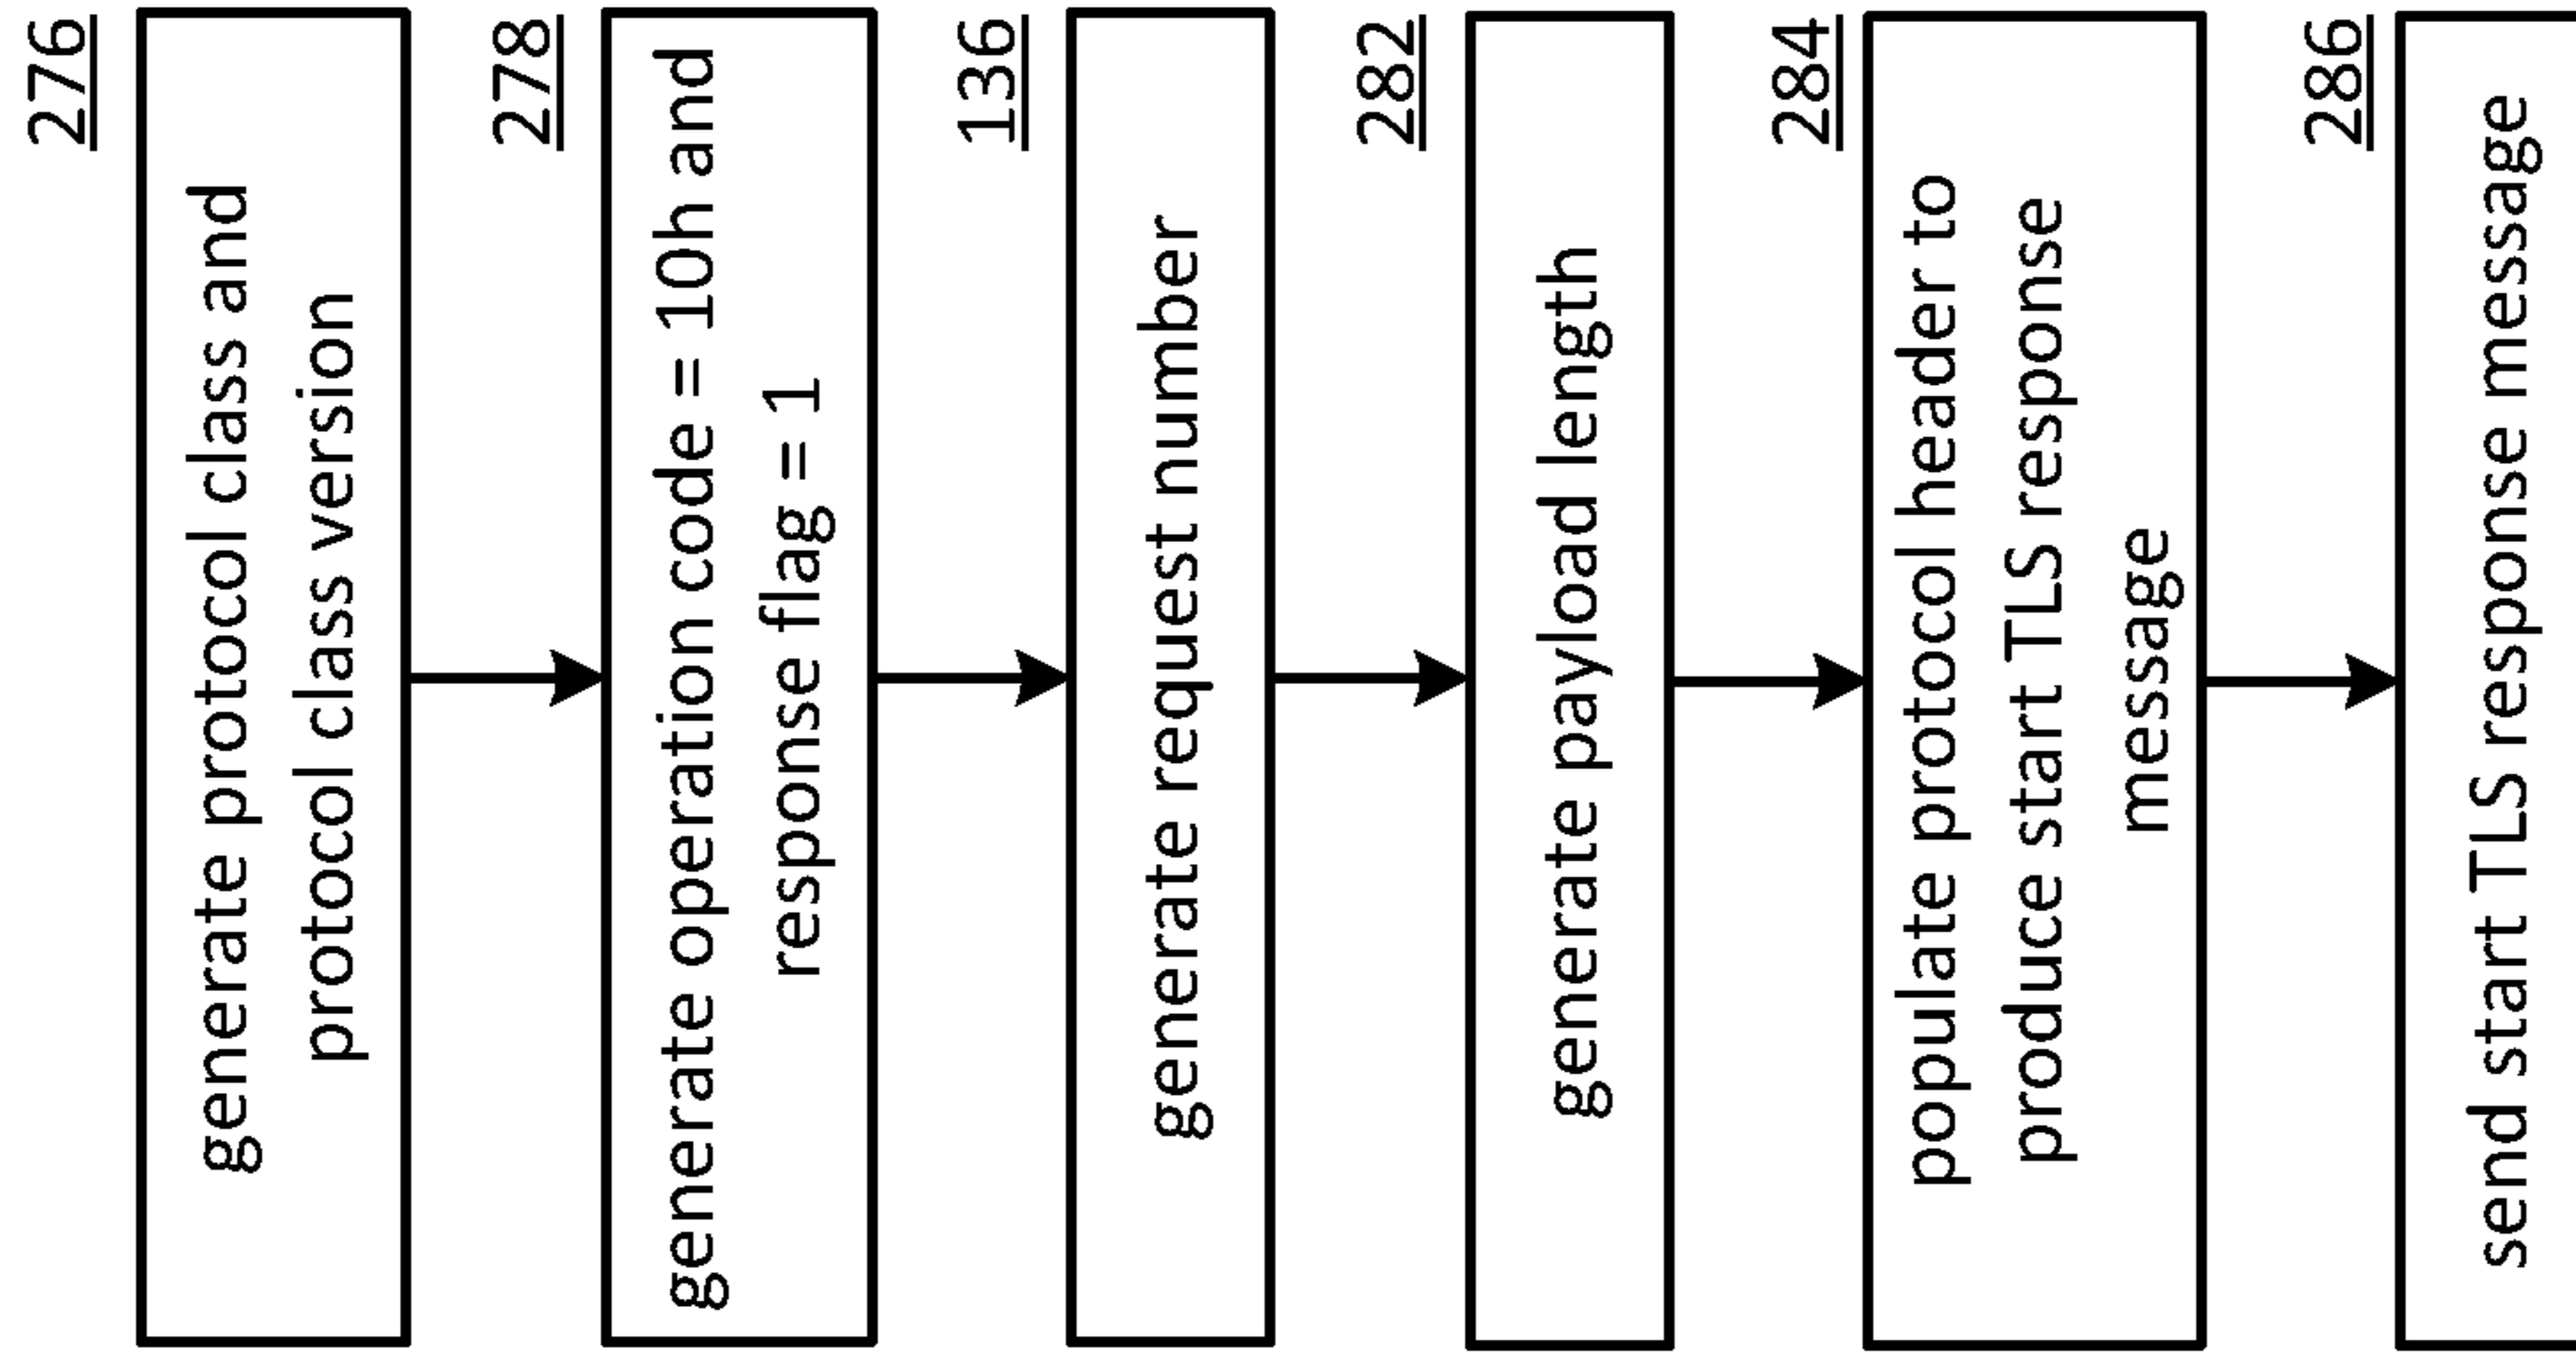 276
generate protocol class and
protocol class version
278
generate operation code = 10h and
response flag = 1
136
generate request number
282
generate payload length
284
populate protocol header to
produce start TLS response
message
286
send start TLS response message